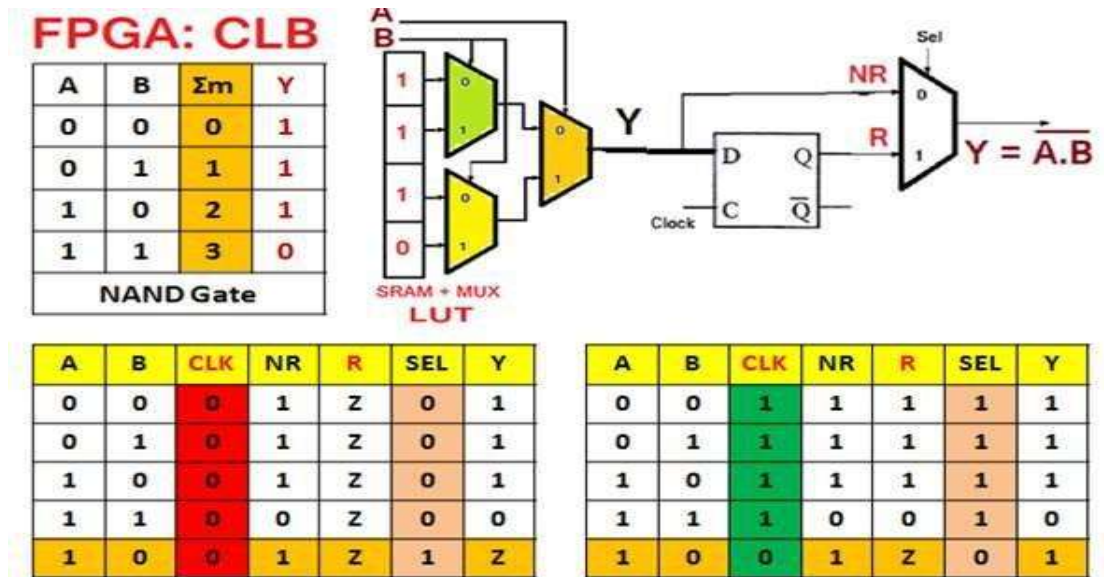 FPGA: CLB
A B Σm Y
0 0 0 1
0 1 1 1
1 0 2 1
1 1 3 0
NAND Gate
A
B
1
1
1
0
0
1
0
1
0
1
SRAM + MUX
LUT
Y
D Q
C Q̅
Clock
Sel
NR
R
0
1
Y = A̅.̅B̅
A B CLK NR R SEL Y
0 0 0 1 Z 0 1
0 1 0 1 Z 0 1
1 0 0 1 Z 0 1
1 1 0 0 Z 0 0
1 0 0 1 Z 1 Z
A B CLK NR R SEL Y
0 0 1 1 1 1 1
0 1 1 1 1 1 1
1 0 1 1 1 1 1
1 1 1 0 0 1 0
1 0 0 1 Z 0 1